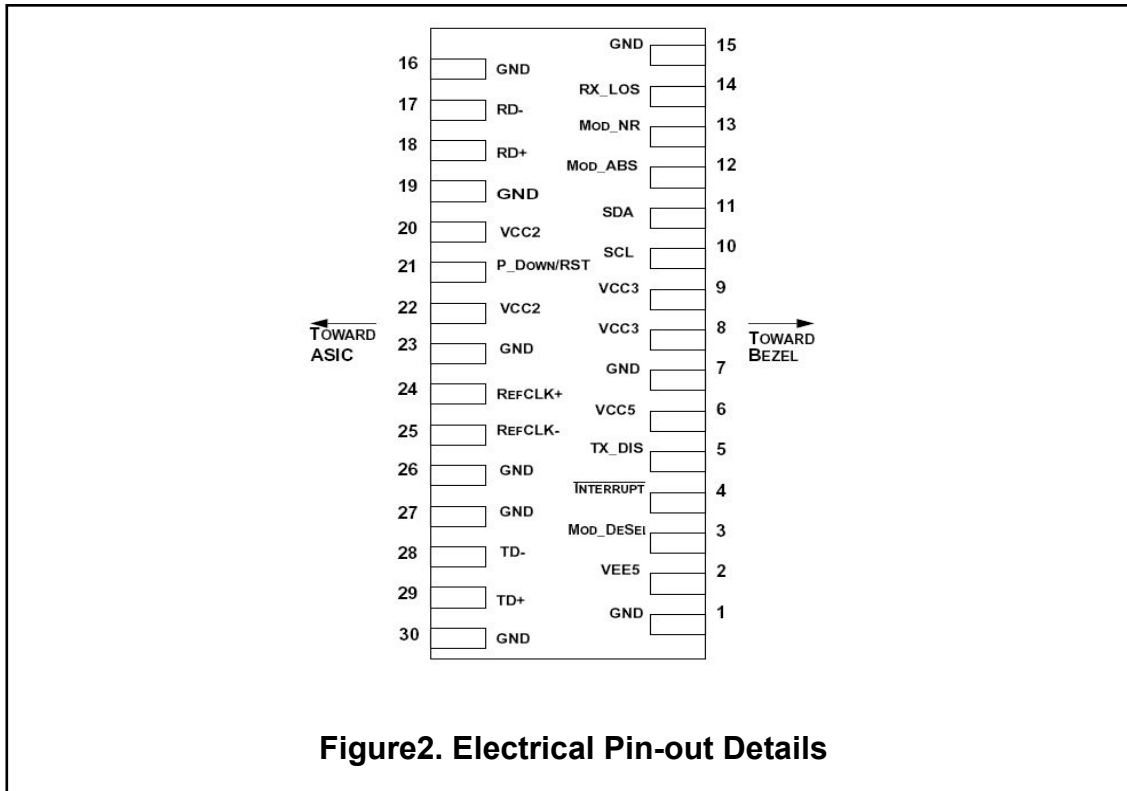 GND 15
16 GND
RX_LOS 14
17 RD-
MOD_NR 13
18 RD+
MOD_ABS 12
19 GND
SDA 11
20 VCC2
SCL 10
21 P_DOWN/RST
VCC3 9
22 VCC2
VCC3 8
TOWARD ASIC
TOWARD BEZEL
23 GND
GND 7
24 REFCLK+
VCC5 6
25 REFCLK-
TX_DIS 5
26 GND
INTERRUPT 4
27 GND
MOD_DESEl 3
28 TD-
VEE5 2
29 TD+
GND 1
30 GND
Figure2. Electrical Pin-out Details